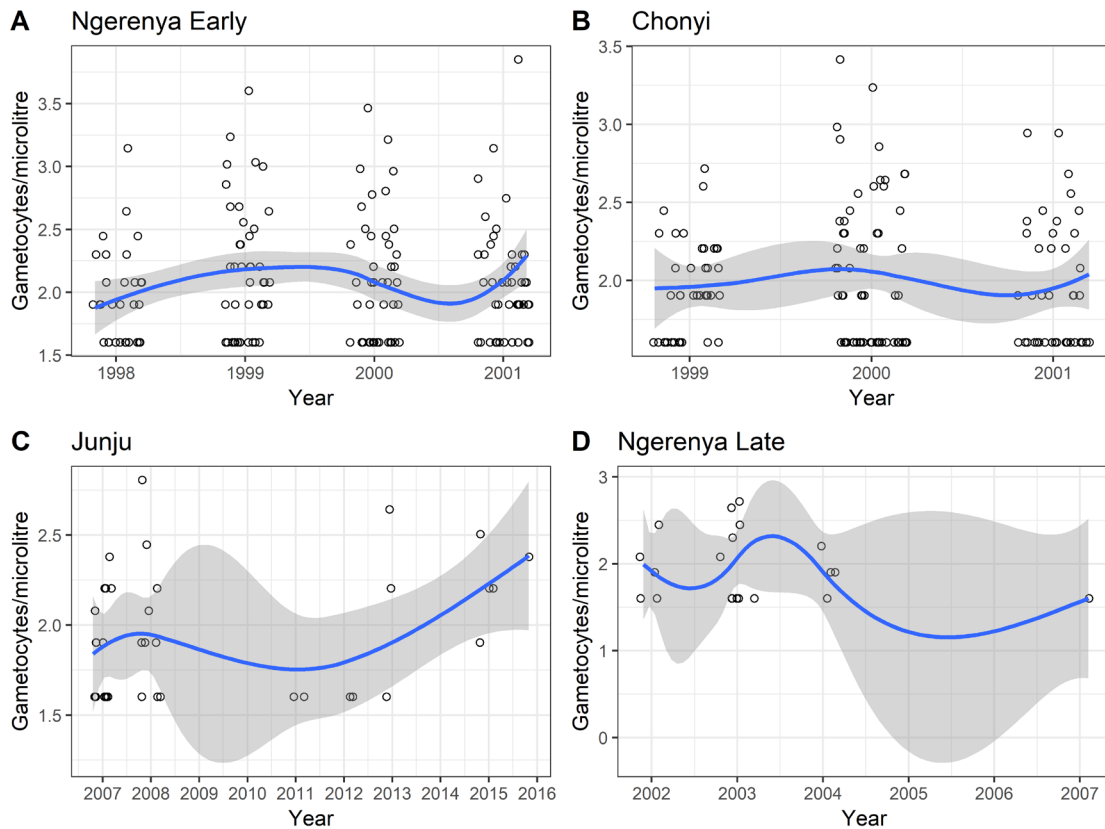 A Ngerenya Early
Gametocytes/microlitre
3.5
3.0
2.5
2.0
1.5
1998 1999 2000 2001
Year
B Chonyi
Gametocytes/microlitre
3.5
3.0
2.5
2.0
1999 2000 2001
Year
C Junju
Gametocytes/microlitre
2.5
2.0
1.5
2007 2008 2009 2010 2011 2012 2013 2014 2015 2016
Year
D Ngerenya Late
Gametocytes/microlitre
3
2
1
0
2002 2003 2004 2005 2006 2007
Year